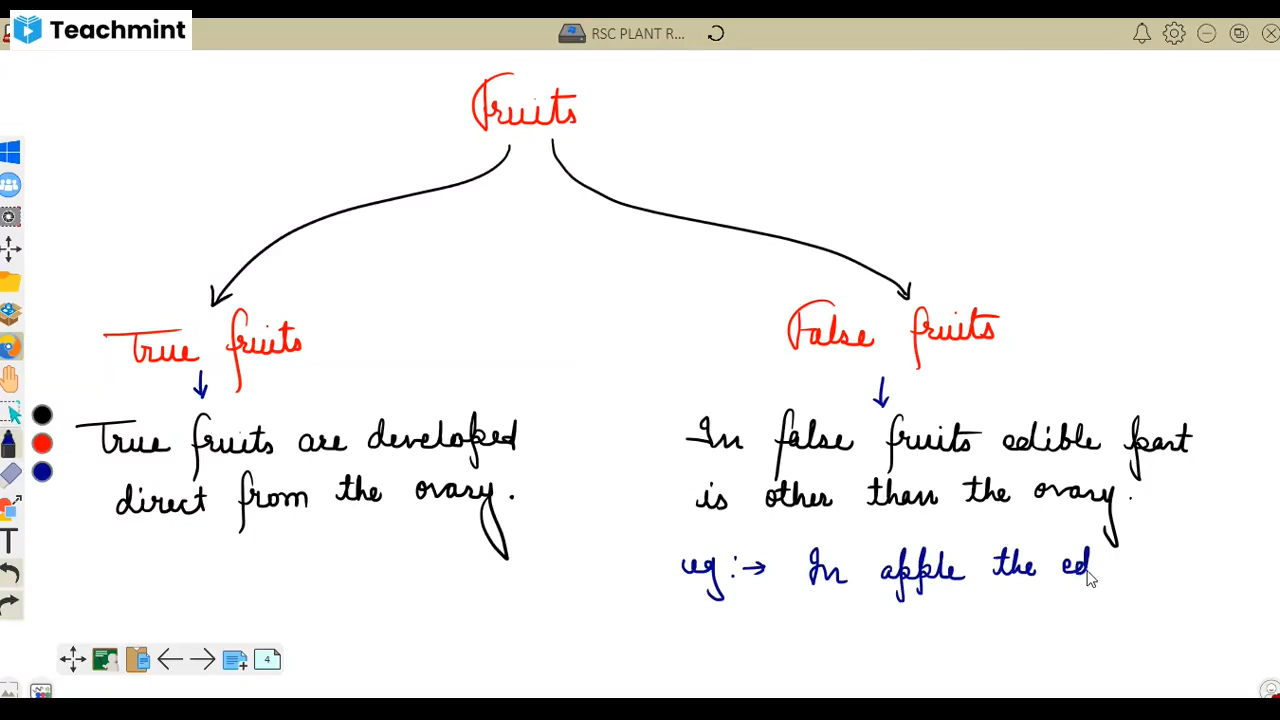 Teachmint
RSC PLANT R...
Fruits
True fruits
False fruits
True fruits are developed
direct from the ovary.
In false fruits edible part
is other than the ovary.
eg :→ In apple the ed
T
4